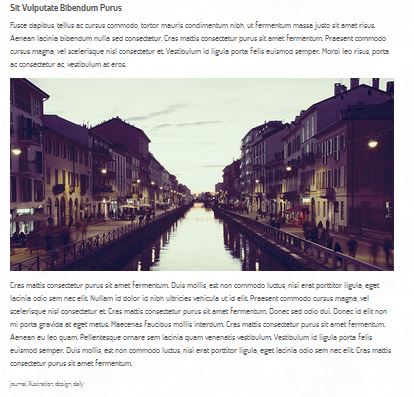 Sit Vulputate Bibendum Purus
Fusce dapibus, tellus ac cursus commodo, tortor mauris condimentum nibh, ut fermentum massa justo sit amet risus.
Aenean lacinia bibendum nulla sed consectetur. Cras mattis consectetur purus sit amet fermentum. Praesent commodo
cursus magna, vel scelerisque nisl consectetur et. Vestibulum id ligula porta felis euismod semper. Morbi leo risus, porta
ac consectetur ac, vestibulum at eros.
Cras mattis consectetur purus sit amet fermentum. Duis mollis, est non commodo luctus, nisi erat porttitor ligula, eget
lacinia odio sem nec elit. Nullam id dolor id nibh ultricies vehicula ut id elit. Praesent commodo cursus magna, vel
scelerisque nisl consectetur et. Cras mattis consectetur purus sit amet fermentum. Donec sed odio dui. Donec id elit non
mi porta gravida at eget metus. Maecenas faucibus mollis interdum. Cras mattis consectetur purus sit amet fermentum.
Aenean eu leo quam. Pellentesque ornare sem lacinia quam venenatis vestibulum. Vestibulum id ligula porta felis
euismod semper. Duis mollis, est non commodo luctus, nisi erat porttitor ligula, eget lacinia odio sem nec elit. Cras mattis
consectetur purus sit amet fermentum.
journal, illustration, design, daily